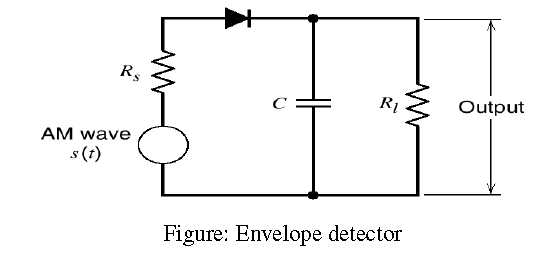 R_s
C
R_l
Output
AM wave
s(t)
Figure: Envelope detector